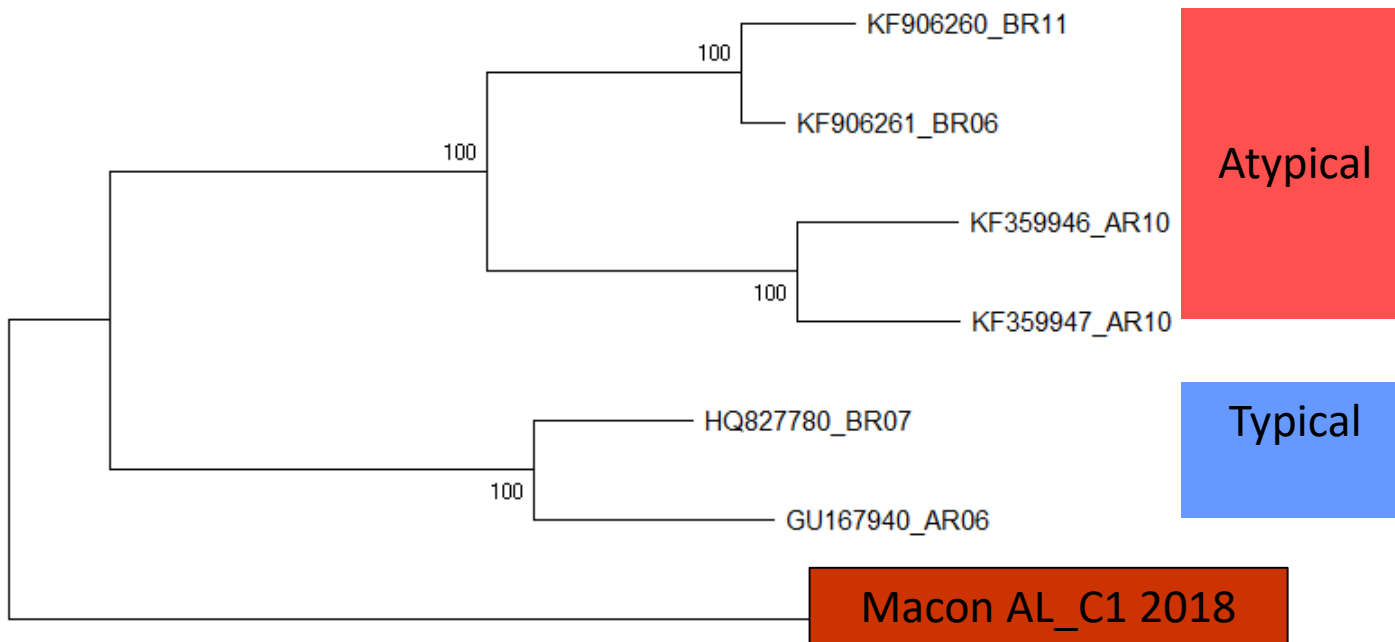 KF906260_BR11
100
KF906261_BR06
100
Atypical
KF359946_AR10
100
KF359947_AR10
HQ827780_BR07
Typical
100
GU167940_AR06
Macon AL_C1 2018